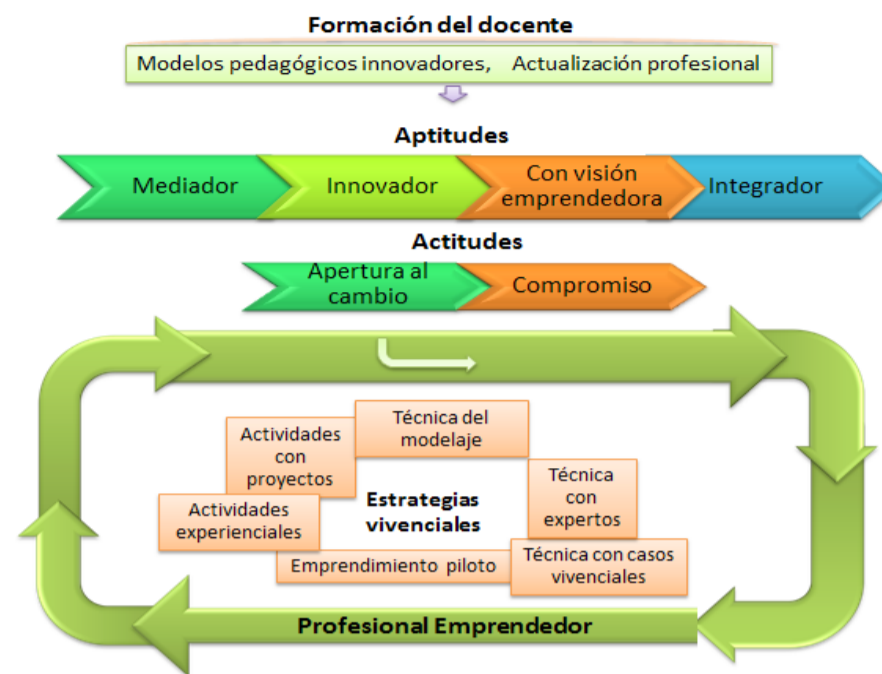 Formación del docente
Modelos pedagógicos innovadores, Actualización profesional
Aptitudes
Mediador
Innovador
Con visión
emprendedora
Integrador
Actitudes
Apertura al
cambio
Compromiso
Técnica del
modelaje
Actividades
con
proyectos
Técnica
con
expertos
Estrategias
vivenciales
Actividades
experienciales
Emprendimiento piloto
Técnica con casos
vivenciales
Profesional Emprendedor